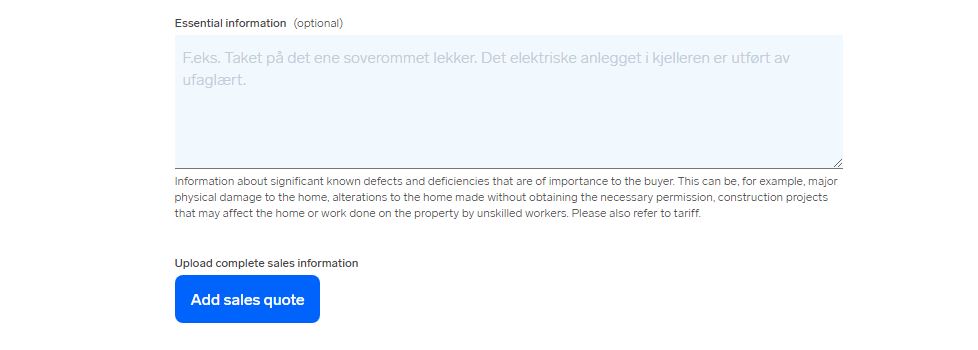 Essential information (optional)
F.eks. Taket på det ene soverommet lekker. Det elektriske anlegget i kjelleren er utført av
ufaglært.
Information about significant known defects and deficiencies that are of importance to the buyer. This can be, for example, major
physical damage to the home, alterations to the home made without obtaining the necessary permission, construction projects
that may affect the home or work done on the property by unskilled workers. Please also refer to tariff.
Upload complete sales information
Add sales quote